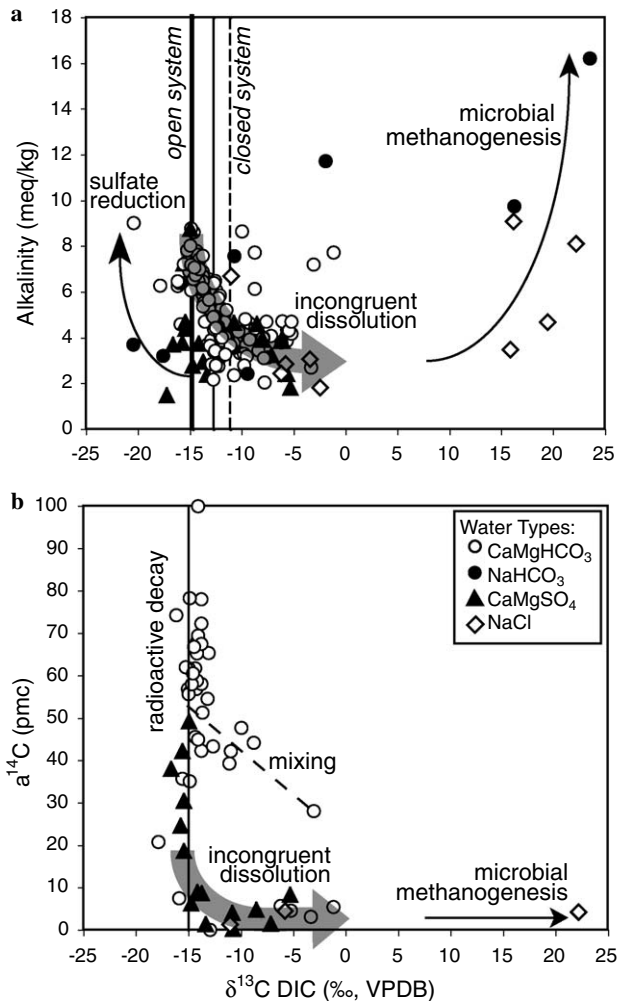 a
18
16
14
12
10
8
6
4
2
0
Alkalinity (meq/kg)
open system
closed system
sulfate
reduction
microbial
methanogenesis
incongruent
dissolution
-25 -20 -15 -10 -5 0 5 10 15 20 25
b
100
90
80
70
60
50
40
30
20
10
0
a¹⁴C (pmc)
radioactive decay
Water Types:
CaMgHCO₃
NaHCO₃
CaMgSO₄
NaCl
mixing
incongruent
dissolution
microbial
methanogenesis
-25 -20 -15 -10 -5 0 5 10 15 20 25
δ¹³C DIC (‰, VPDB)